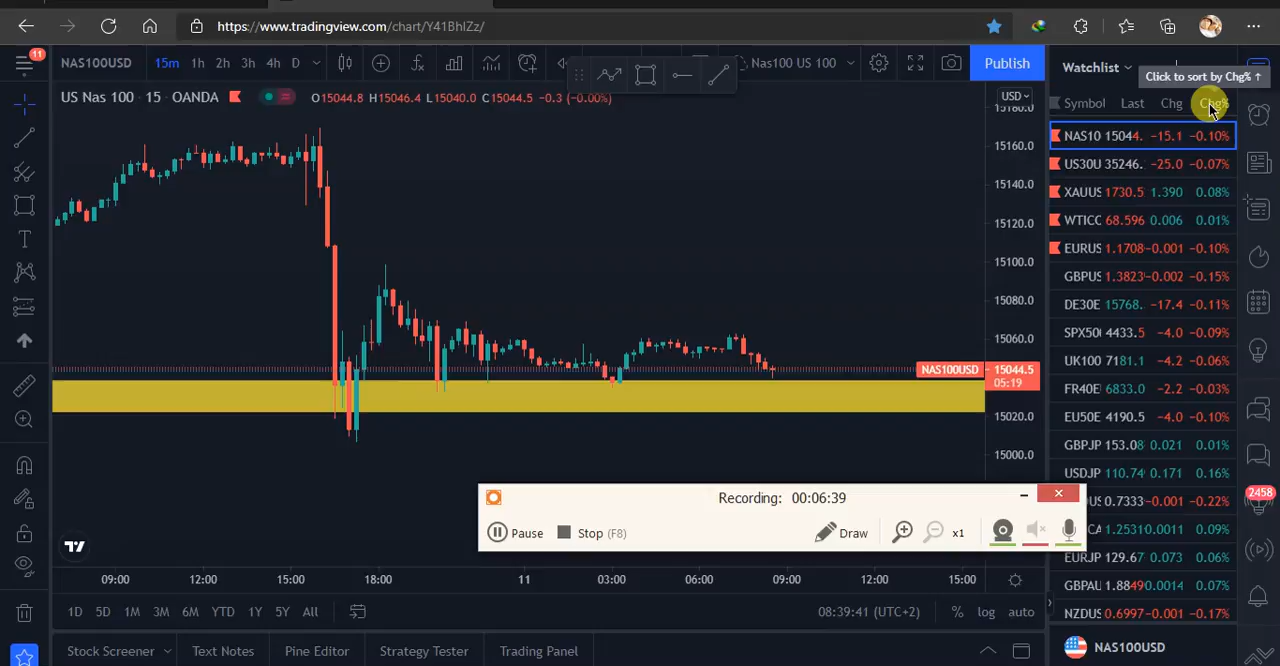 https://www.tradingview.com/chart/Y41BhIZz/
11
NAS100USD 15m 1h 2h 3h 4h D Nas100 US 100 Publish
Watchlist
Click to sort by Chg% ↑
US Nas 100 · 15 · OANDA O15044.8 H15046.4 L15040.0 C15044.5 −0.3 (−0.00%)
USD
Symbol Last Chg Chg%
NAS10 15044. −15.1 −0.10%
US30U 35246. −25.0 −0.07%
XAUUS 1730.5 1.390 0.08%
WTICC 68.596 0.006 0.01%
EURUS 1.1708 −0.001 −0.10%
GBPUS 1.3823 −0.002 −0.15%
DE30E 15768. −17.4 −0.11%
SPX50 4433.5 −4.0 −0.09%
UK100 7181.1 −4.2 −0.06%
FR40E 6833.0 −2.2 −0.03%
EU50E 4190.5 −4.0 −0.10%
GBPJP 153.08 0.021 0.01%
USDJP 110.74 0.171 0.16%
0.7333 −0.001 −0.22%
1.2531 0.0011 0.09%
EURJP 129.67 0.073 0.06%
GBPAU 1.8849 0.0014 0.07%
NZDUS 0.6997 −0.001 −0.17%
15180.0
15160.0
15140.0
15120.0
15100.0
15080.0
15060.0
NAS100USD 15044.5
05:19
15020.0
15000.0
Recording: 00:06:39
Pause Stop (F8) Draw x1
2458
09:00 12:00 15:00 18:00 11 03:00 06:00 09:00 12:00 15:00
1D 5D 1M 3M 6M YTD 1Y 5Y All 08:39:41 (UTC+2) % log auto
Stock Screener Text Notes Pine Editor Strategy Tester Trading Panel
NAS100USD